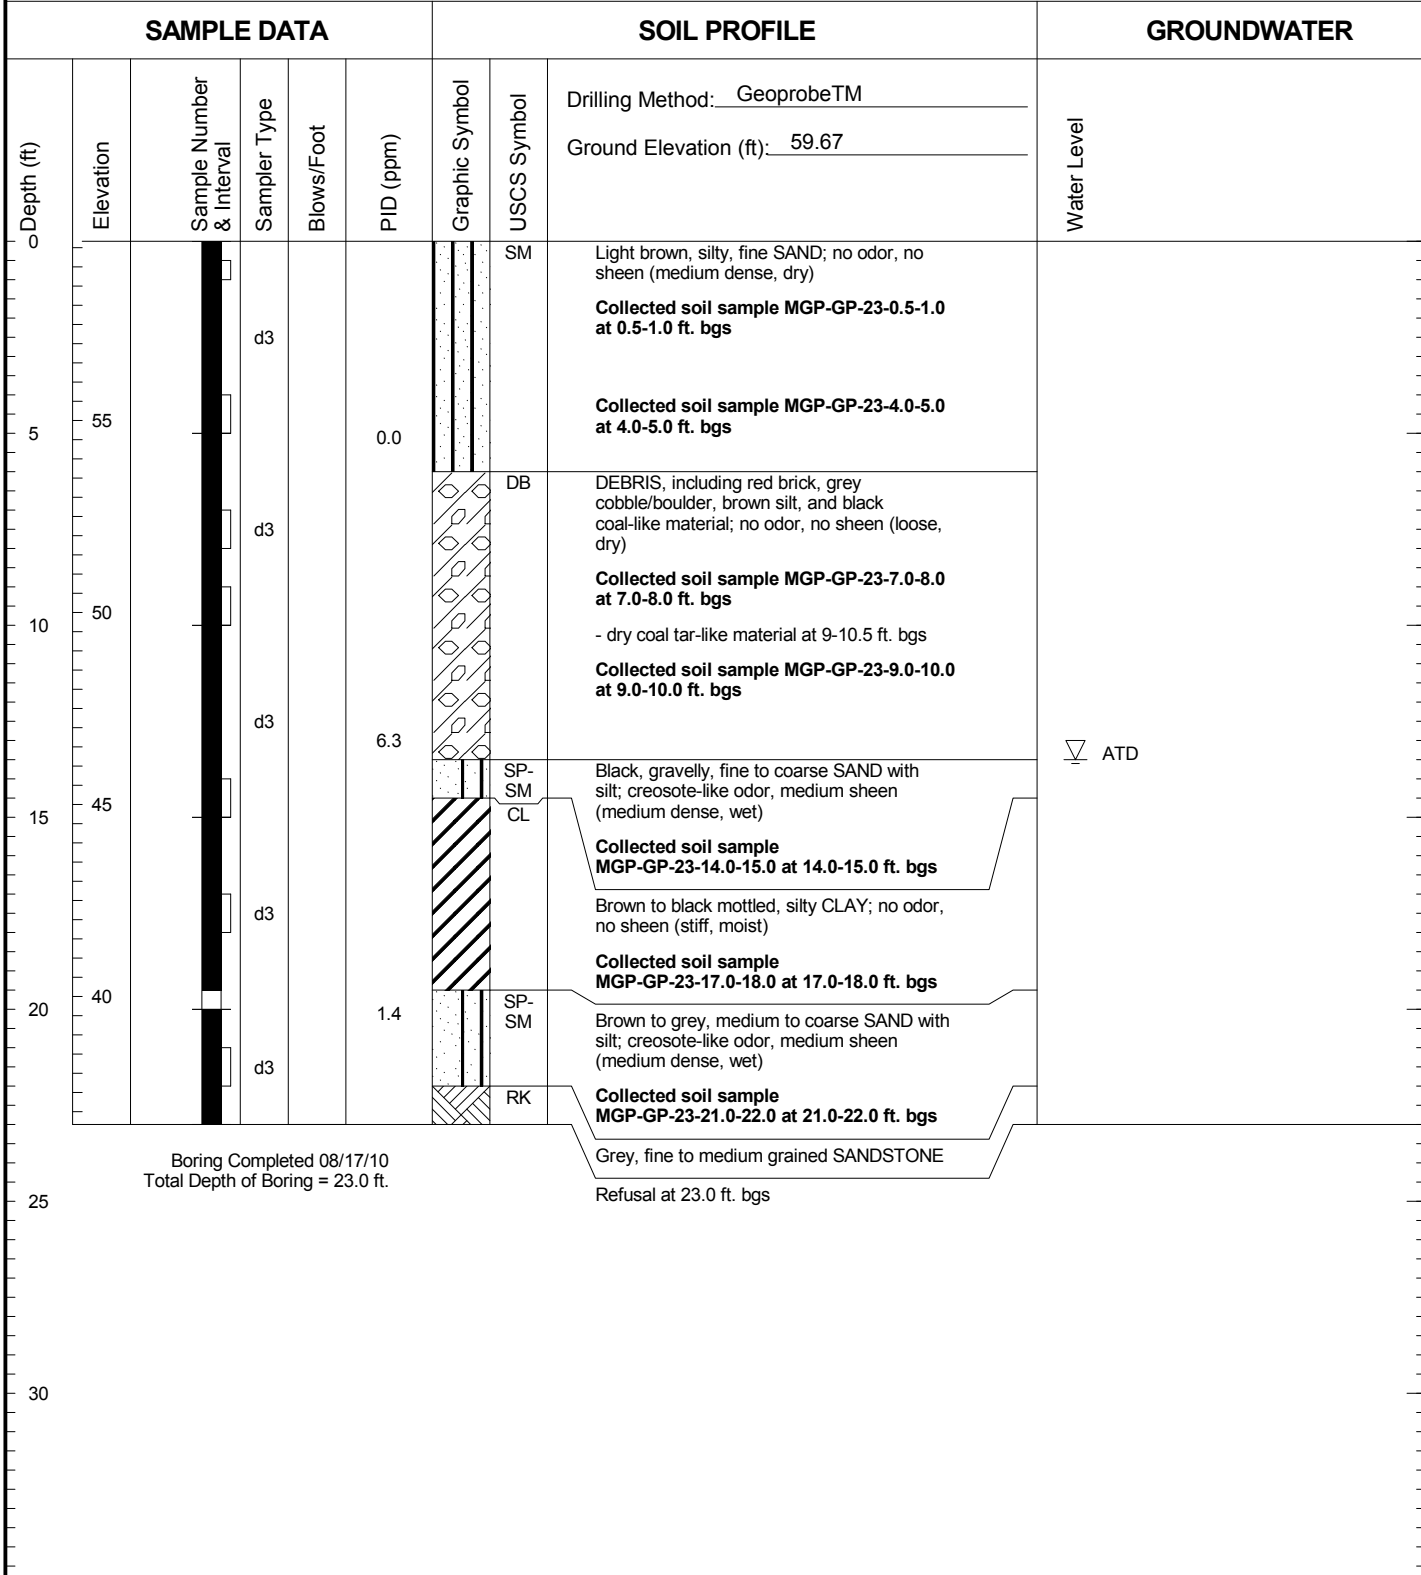 SAMPLE DATA
SOIL PROFILE
GROUNDWATER
Depth (ft)
Elevation
Sample Number
& Interval
Sampler Type
Blows/Foot
PID (ppm)
Graphic Symbol
USCS Symbol
Drilling Method: GeoprobeTM
Ground Elevation (ft): 59.67
Water Level
0
SM
Light brown, silty, fine SAND; no odor, no
sheen (medium dense, dry)
Collected soil sample MGP-GP-23-0.5-1.0
at 0.5-1.0 ft. bgs
d3
Collected soil sample MGP-GP-23-4.0-5.0
at 4.0-5.0 ft. bgs
55
5
0.0
DB
DEBRIS, including red brick, grey
cobble/boulder, brown silt, and black
coal-like material; no odor, no sheen (loose,
dry)
d3
Collected soil sample MGP-GP-23-7.0-8.0
at 7.0-8.0 ft. bgs
50
10
- dry coal tar-like material at 9-10.5 ft. bgs
Collected soil sample MGP-GP-23-9.0-10.0
at 9.0-10.0 ft. bgs
d3
6.3
ATD
SP-
SM
Black, gravelly, fine to coarse SAND with
silt; creosote-like odor, medium sheen
(medium dense, wet)
45
15
CL
Collected soil sample
MGP-GP-23-14.0-15.0 at 14.0-15.0 ft. bgs
Brown to black mottled, silty CLAY; no odor,
no sheen (stiff, moist)
d3
Collected soil sample
MGP-GP-23-17.0-18.0 at 17.0-18.0 ft. bgs
40
20
1.4
SP-
SM
Brown to grey, medium to coarse SAND with
silt; creosote-like odor, medium sheen
(medium dense, wet)
d3
RK
Collected soil sample
MGP-GP-23-21.0-22.0 at 21.0-22.0 ft. bgs
Grey, fine to medium grained SANDSTONE
Boring Completed 08/17/10
Total Depth of Boring = 23.0 ft.
Refusal at 23.0 ft. bgs
25
30